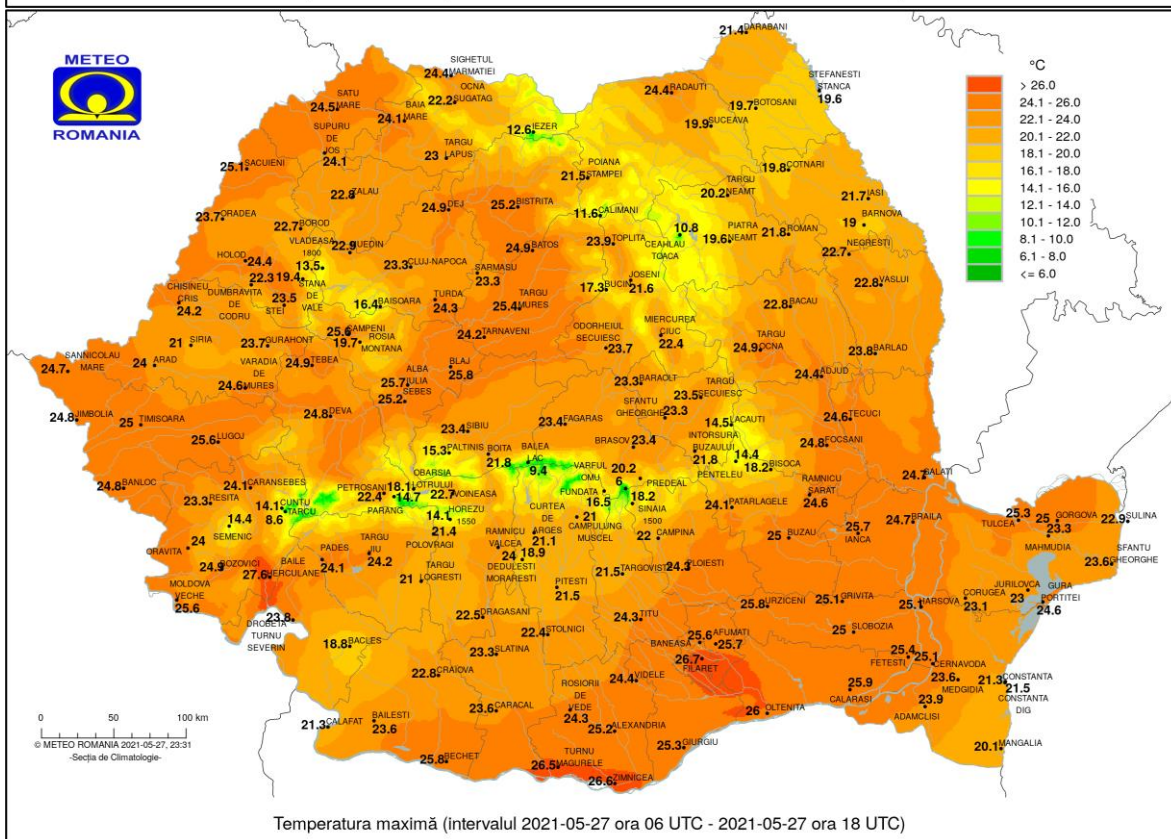 METEO
ROMANIA
21.4 DARABANI
SIGHETUL
24.4 MARMATIEI
OCNA
22.2 SUGATAG
SATU
24.5 MARE
BAIA
24.1 MARE
24.4 RADAUTI
STEFANESTI
STANCA
19.6
19.7 BOTOSANI
19.9 SUCEAVA
12.6 IEZER
SUPURU
DE
JOS
24.1
TARGU
23 LAPUS
25.1 SACUIENI
POIANA
21.5 STAMPEI
19.8 COTNARI
22.8 ZALAU
TARGU
20.2 NEAMT
21.7 IASI
24.9 DEJ
25.2 BISTRITA
11.6 CALIMANI
23.7 ORADEA
22.7 BOROD
BARNOVA
19
10.8
CEAHLAU
TOACA
PIATRA
19.6 NEAMT
21.8 ROMAN
VLADEASA
1800
13.5
22.9 HUEDIN
24.9 BATOS
23.9 TOPLITA
NEGRESTI
22.7
HOLOD
24.4
23.3 CLUJ-NAPOCA
SARMASU
23.3
22.3
DUMBRAVITA
DE
CODRU
19.4
STANA
DE
VALE
JOSENI
21.6
17.3 BUCIN
22.8 VASLUI
CHISINEU
CRIS
24.2
23.5
STEI
16.4 BAISOARA
TURDA
24.3
TARGU
25.4 MURES
22.8 BACAU
25.6 CAMPENI
19.7 ROSIA
MONTANA
24.2 TARNAVENI
ODORHEIUL
SECUIESC
23.7
MIERCUREA
CIUC
22.4
TARGU
24.9 OCNA
21 SIRIA
23.7 GURAHONT
23.8 BARLAD
SANNICOLAU
24.7 MARE
24 ARAD
VARADIA
DE
24.6 MURES
24.9 TEBEA
ALBA
25.7 IULIA
SEBES
25.2
BLAJ
25.8
24.4 ADJUD
23.3 BARAOLT
TARGU
23.5 SECUIESC
SFANTU
GHEORGHE 23.3
24.8 JIMBOLIA
25 TIMISOARA
24.8 DEVA
23.4 SIBIU
23.4 FAGARAS
14.5 LACAUTI
24.6 TECUCI
25.6 LUGOJ
15.3 PALTINIS
BOITA
21.8
BALEA
LAC
9.4
BRASOV 23.4
INTORSURA
BUZAULUI
21.8
14.4
PENTELEU
18.2 BISOCA
24.8 FOCSANI
24.7 GALATI
24.8 BANLOC
24.1 CARANSEBES
23.3 RESITA
14.1 CUNTU
8.6 TARCU
PETROSANI
22.4
14.7
PARANG
18.1
OBARSIA
LOTRULUI
22.7 VOINEASA
VARFUL
OMU
6
20.2
PREDEAL
FUNDATA
16.5
18.2
SINAIA
1500
24.1 PATARLAGELE
RAMNICU
SARAT
24.6
14.4
SEMENIC
14.1
HOREZU
1550
21.4
POLOVRAGI
CURTEA
DE
ARGES
21.1
21
CAMPULUNG
MUSCEL
22 CAMPINA
25 BUZAU
25.7
IANCA
24.7 BRAILA
25.3
TULCEA
25 GORGOVA
23.3
MAHMUDIA
22.9 SULINA
24
ORAVITA
PADES
24.1
TARGU
JIU
24.2
RAMNICU
VALCEA
24
18.9
DEDULESTI
MORARESTI
24.9 BOZOVICI
27.6 BAILE
HERCULANE
21 TARGU
LOGRESTI
PITESTI
21.5
21.5 TARGOVISTE
24.3 PLOIESTI
SFANTU
23.6 GHEORGHE
MOLDOVA
VECHE
25.6
23.8
DROBETA
TURNU
SEVERIN
22.5 DRAGASANI
24.3 TITU
25.8 URZICENI
25.1 GRIVITA
25.1 HARSOVA
CORUGEA
23.1
JURILOVCA
23
GURA
PORTITEI
24.6
18.8 BACLES
22.4 STOLNICI
25.6
BANEASA
AFUMATI
25.7
26.7
FILARET
25 SLOBOZIA
23.3 SLATINA
22.8 CRAIOVA
24.4 VIDELE
25.4
FETESTI
25.1
CERNAVODA
25.9
CALARASI
23.6
MEDGIDIA
21.3 CONSTANTA
21.5
CONSTANTA
DIG
23.6 CARACAL
ROSIORII
DE
VEDE
24.3
26 OLTENITA
23.9
ADAMCLISI
21.3 CALAFAT
BAILESTI
23.6
25.2 ALEXANDRIA
25.3 GIURGIU
20.1 MANGALIA
25.8 BECHET
TURNU
26.5 MAGURELE
26.6 ZIMNICEA
°C
> 26.0
24.1 - 26.0
22.1 - 24.0
20.1 - 22.0
18.1 - 20.0
16.1 - 18.0
14.1 - 16.0
12.1 - 14.0
10.1 - 12.0
8.1 - 10.0
6.1 - 8.0
<= 6.0
0 50 100 km
© METEO ROMANIA 2021-05-27, 23:31
-Secția de Climatologie-
Temperatura maximă (intervalul 2021-05-27 ora 06 UTC - 2021-05-27 ora 18 UTC)